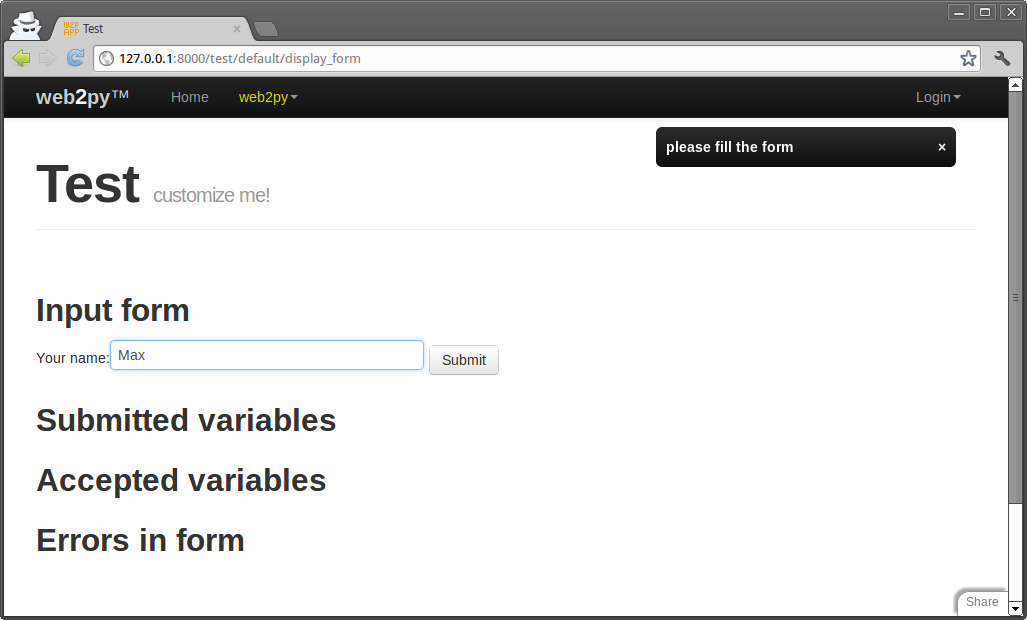 W2P
APP Test
127.0.0.1:8000/test/default/display_form
web2py™ Home web2py Login
please fill the form ×
Test customize me!
Input form
Your name: Max Submit
Submitted variables
Accepted variables
Errors in form
Share